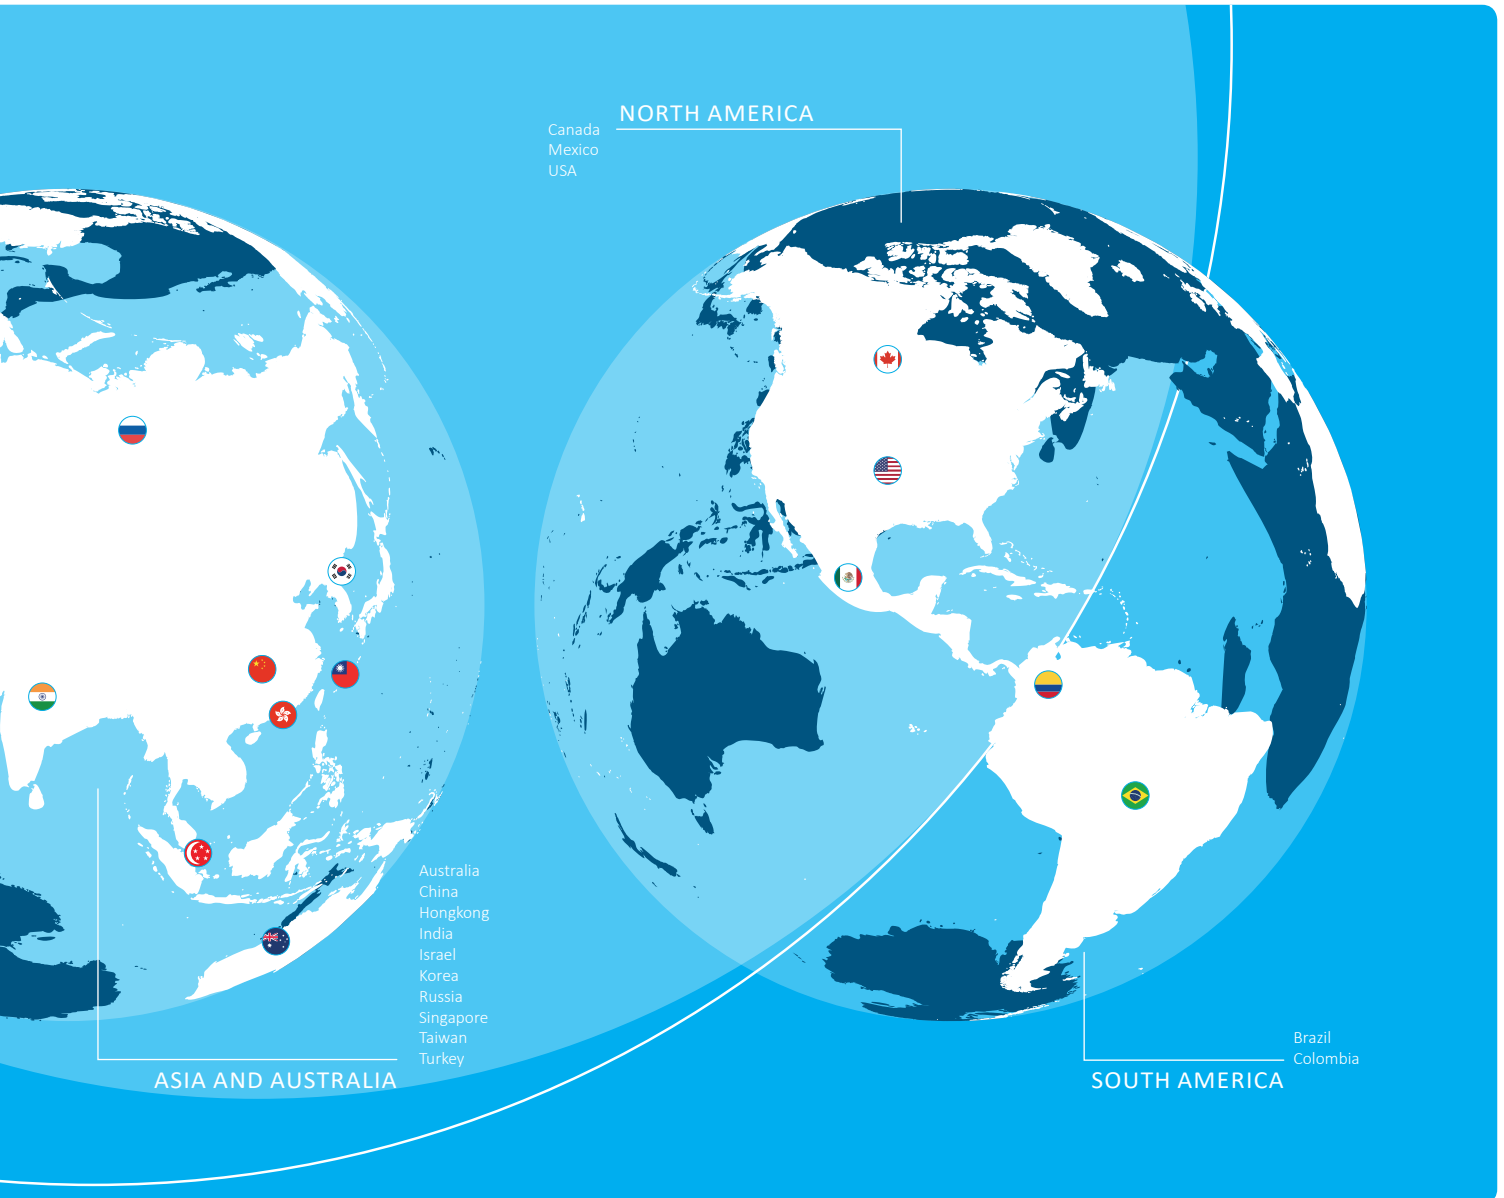 NORTH AMERICA
Canada
Mexico
USA
Australia
China
Hongkong
India
Israel
Korea
Russia
Singapore
Taiwan
Turkey
ASIA AND AUSTRALIA
Brazil
Colombia
SOUTH AMERICA